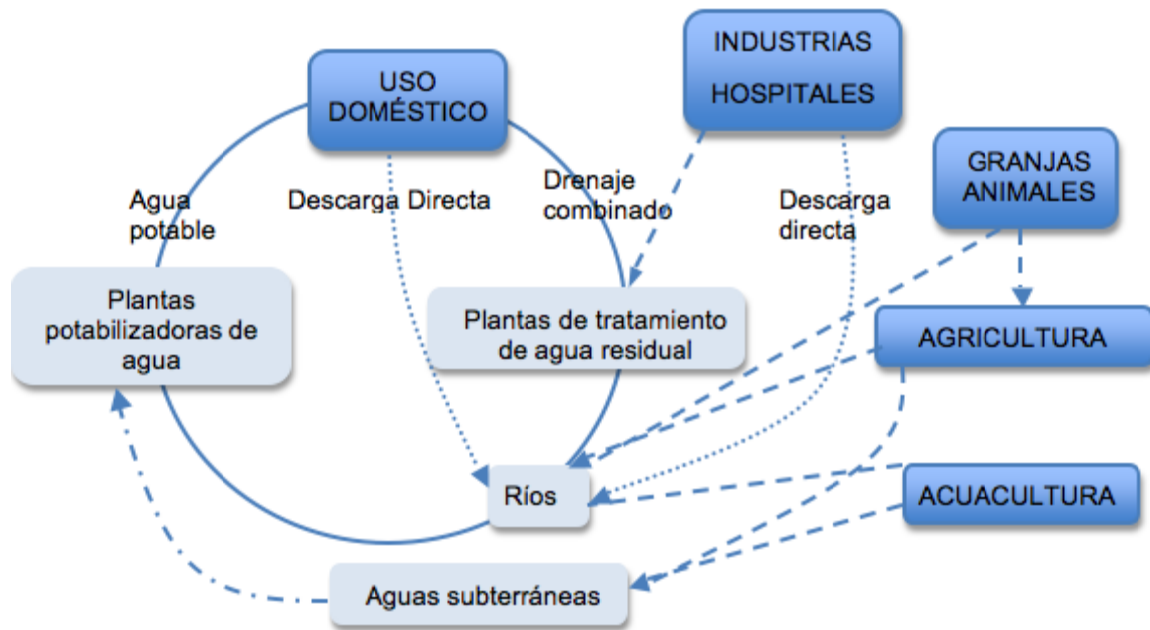 USO
DOMÉSTICO
INDUSTRIAS
HOSPITALES
GRANJAS
ANIMALES
Agua
potable
Descarga Directa
Drenaje
combinado
Descarga
directa
Plantas
potabilizadoras de
agua
Plantas de tratamiento
de agua residual
AGRICULTURA
Ríos
ACUACULTURA
Aguas subterráneas